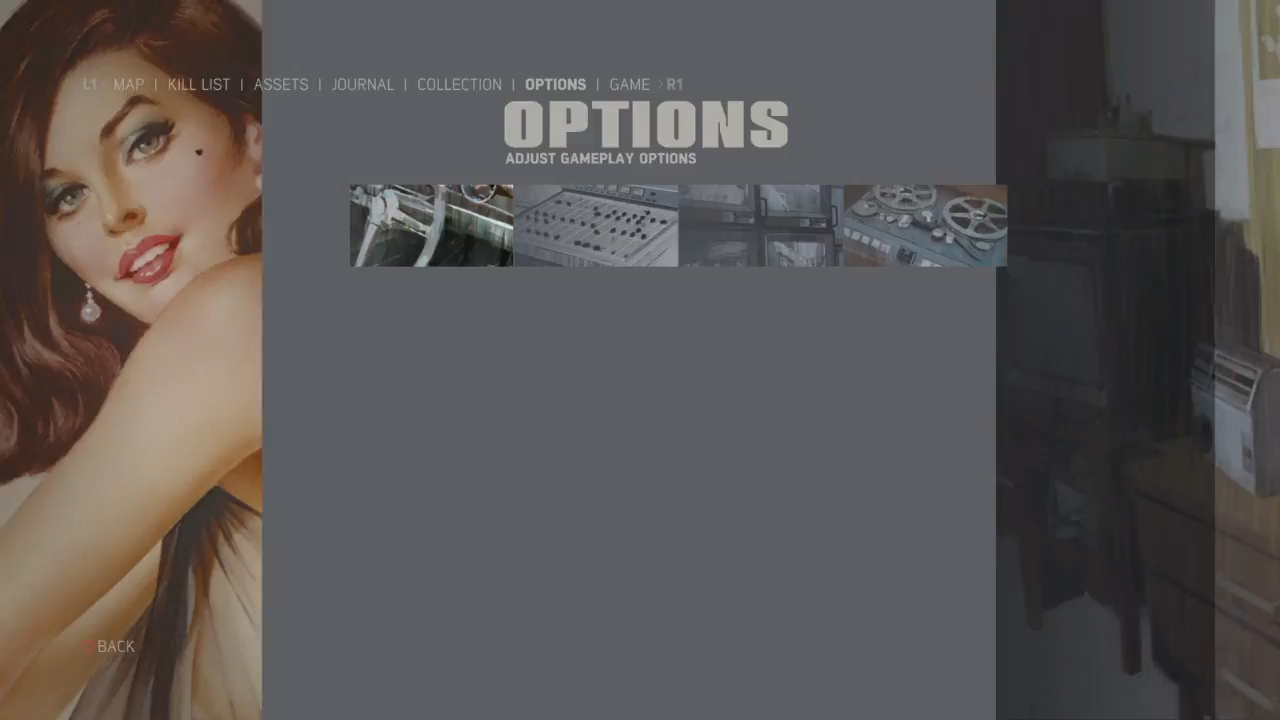 L1 MAP | KILL LIST | ASSETS | JOURNAL | COLLECTION | OPTIONS | GAME > R1
OPTIONS
ADJUST GAMEPLAY OPTIONS
BACK